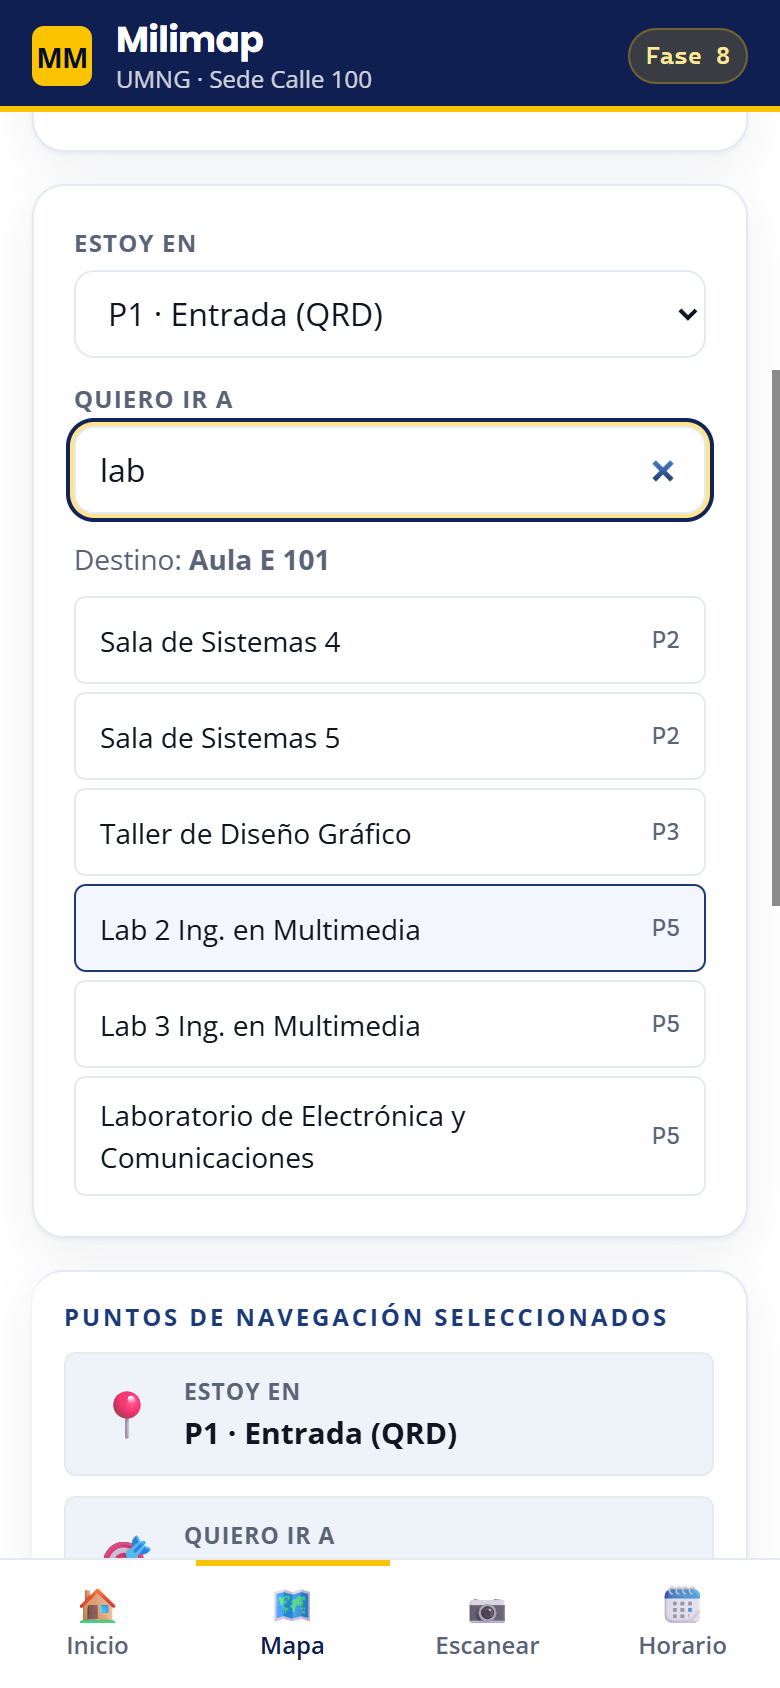 MM
Milimap
UMNG · Sede Calle 100
Fase 8
ESTOY EN
P1 · Entrada (QRD)
QUIERO IR A
lab
Destino: Aula E 101
Sala de Sistemas 4 P2
Sala de Sistemas 5 P2
Taller de Diseño Gráfico P3
Lab 2 Ing. en Multimedia P5
Lab 3 Ing. en Multimedia P5
Laboratorio de Electrónica y
Comunicaciones P5
PUNTOS DE NAVEGACIÓN SELECCIONADOS
ESTOY EN
P1 · Entrada (QRD)
QUIERO IR A
Inicio Mapa Escanear Horario